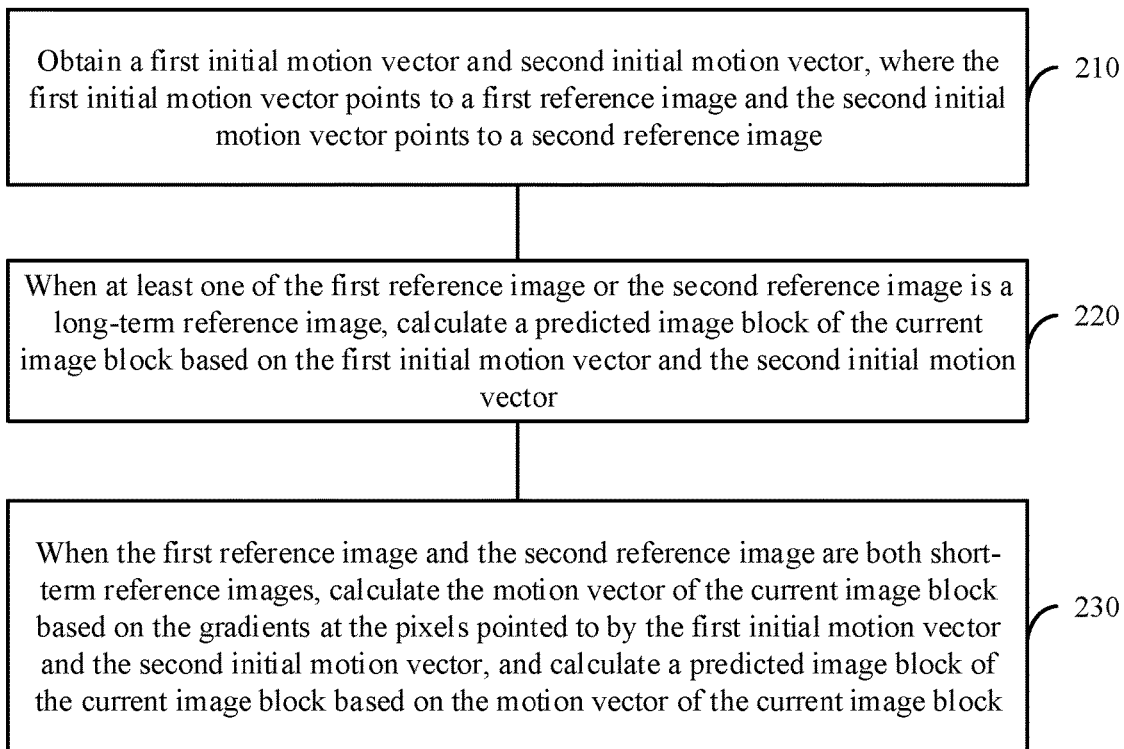 Obtain a first initial motion vector and second initial motion vector, where the
first initial motion vector points to a first reference image and the second initial
motion vector points to a second reference image
210
When at least one of the first reference image or the second reference image is a
long-term reference image, calculate a predicted image block of the current
image block based on the first initial motion vector and the second initial motion
vector
220
When the first reference image and the second reference image are both short-
term reference images, calculate the motion vector of the current image block
based on the gradients at the pixels pointed to by the first initial motion vector
and the second initial motion vector, and calculate a predicted image block of
the current image block based on the motion vector of the current image block
230